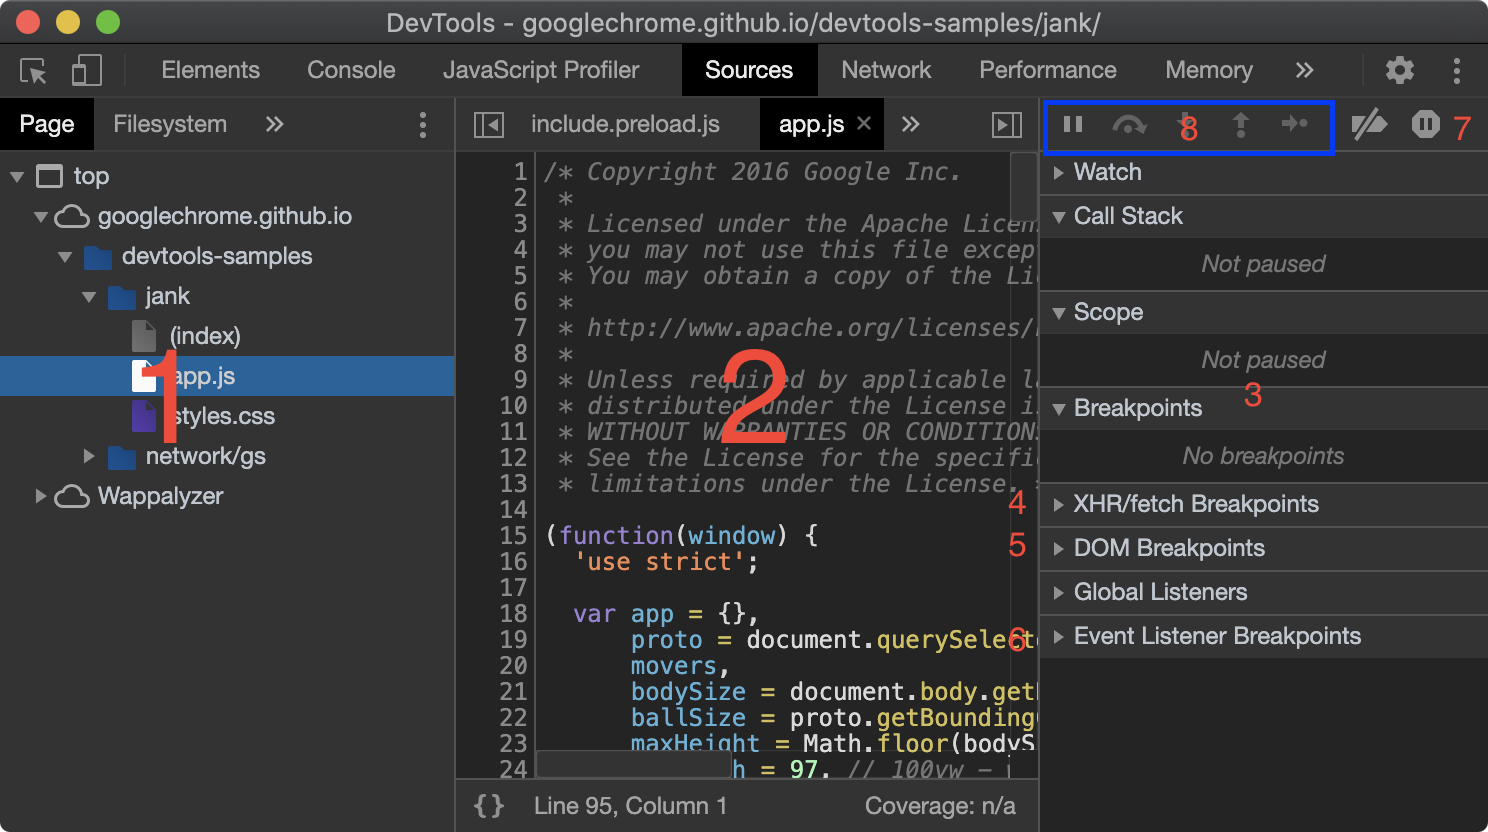 DevTools - googlechrome.github.io/devtools-samples/jank/
Elements Console JavaScript Profiler Sources Network Performance Memory »
Page Filesystem »
include.preload.js app.js × »
8 7
top
googlechrome.github.io
devtools-samples
jank
(index)
app.js
styles.css
network/gs
Wappalyzer
1
1 /* Copyright 2016 Google Inc.
2 *
3 * Licensed under the Apache Licen
4 * you may not use this file excep
5 * You may obtain a copy of the Li
6 *
7 * http://www.apache.org/licenses/
8 *
9 * Unless required by applicable l
10 * distributed under the License i
11 * WITHOUT WARRANTIES OR CONDITION
12 * See the License for the specifi
13 * limitations under the License.
14
15 (function(window) {
16 'use strict';
17
18 var app = {},
19 proto = document.querySelect
20 movers,
21 bodySize = document.body.get
22 ballSize = proto.getBounding
23 maxHeight = Math.floor(bodyS
24 h = 97, // 100vw -
2
{} Line 95, Column 1 Coverage: n/a
Watch
Call Stack
Not paused
Scope
Not paused
3
Breakpoints
No breakpoints
4 XHR/fetch Breakpoints
5 DOM Breakpoints
Global Listeners
6 Event Listener Breakpoints